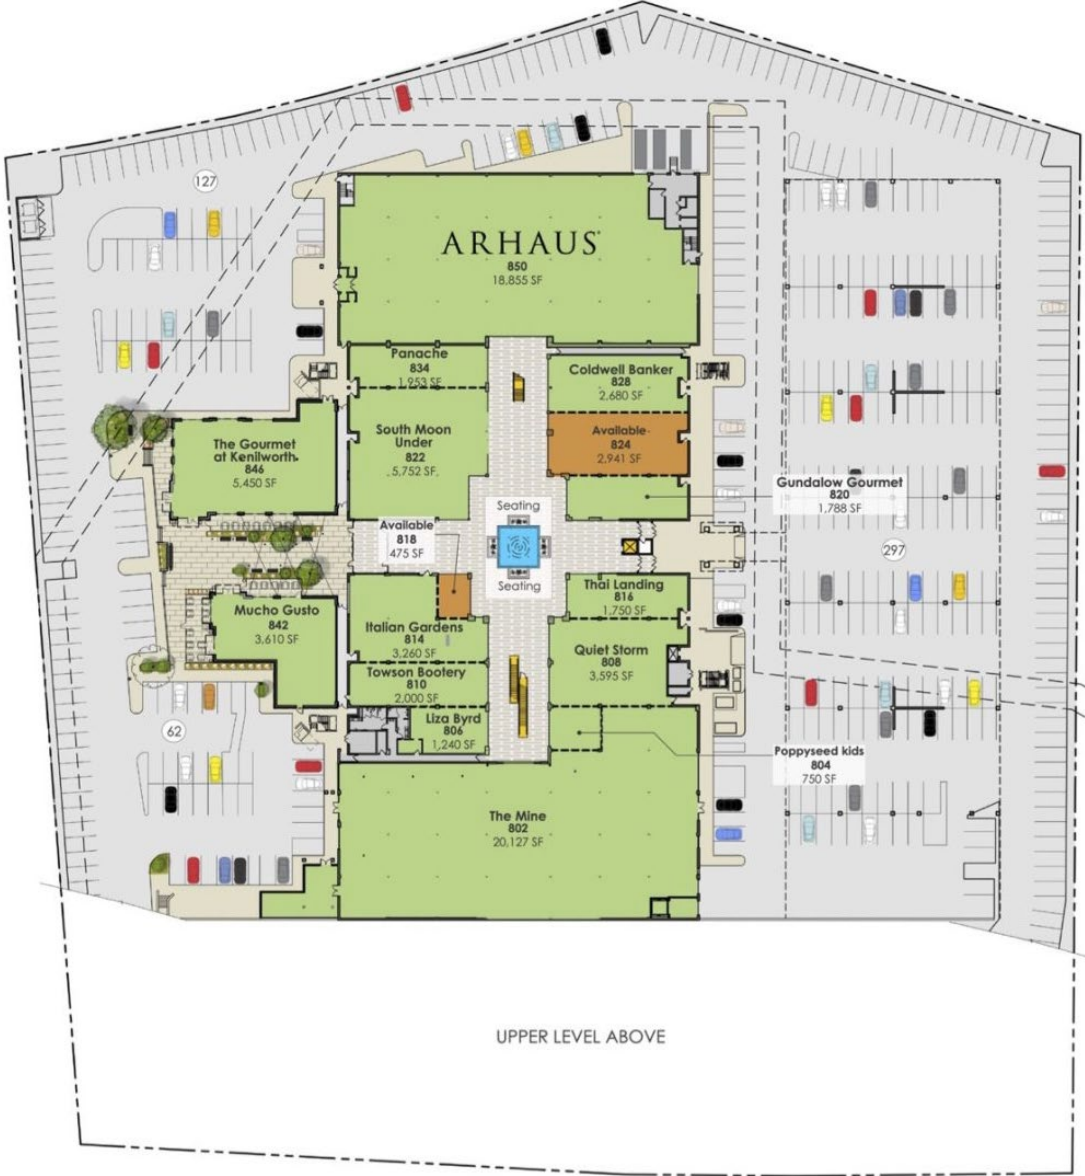 127
ARHAUS
850
18,855 SF
Panache
834
1,953 SF
Coldwell Banker
828
2,680 SF
South Moon
Under
822
5,752 SF.
Available
824
2,941 SF
The Gourmet
at Kenilworth
846
5,450 SF
Gundalow Gourmet
820
1,788 SF
Seating
Available
818
475 SF
297
Seating
Thai Landing
816
1,750 SF
Mucho Gusto
842
3,610 SF
Italian Gardens
814
3,260 SF
Quiet Storm
808
3,595 SF
Towson Bootery
810
2,000 SF
Liza Byrd
806
1,240 SF
62
Poppyseed kids
804
750 SF
The Mine
802
20,127 SF
UPPER LEVEL ABOVE